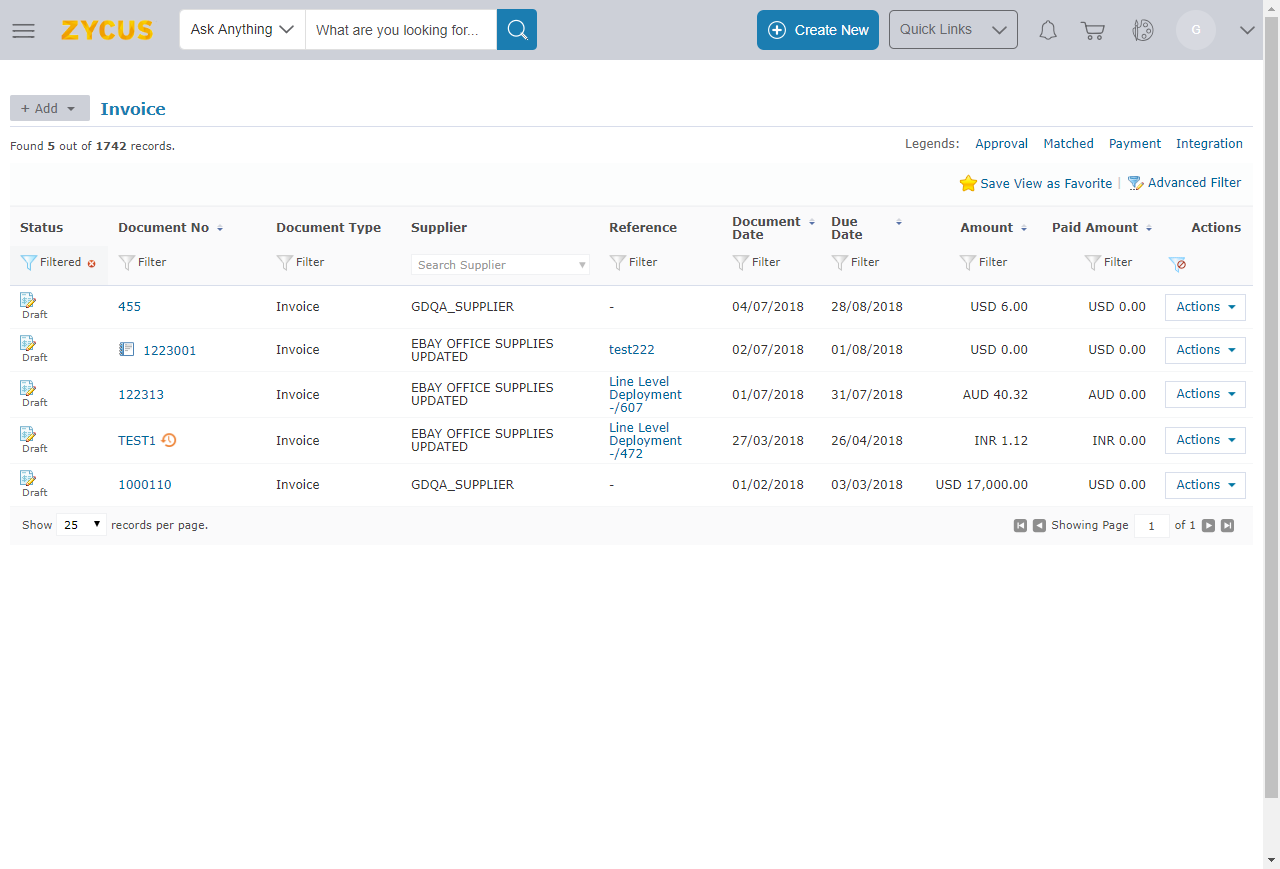 ZYCUS Ask Anything What are you looking for... Create New Quick Links G
+ Add Invoice
Found 5 out of 1742 records. Legends: Approval Matched Payment Integration
Save View as Favorite | Advanced Filter
Status Document No Document Type Supplier Reference Document Date Due Date Amount Paid Amount Actions
Filtered Filter Filter Search Supplier Filter Filter Filter Filter Filter
Draft 455 Invoice GDQA_SUPPLIER - 04/07/2018 28/08/2018 USD 6.00 USD 0.00 Actions
Draft 1223001 Invoice EBAY OFFICE SUPPLIES UPDATED test222 02/07/2018 01/08/2018 USD 0.00 USD 0.00 Actions
Draft 122313 Invoice EBAY OFFICE SUPPLIES UPDATED Line Level Deployment -/607 01/07/2018 31/07/2018 AUD 40.32 AUD 0.00 Actions
Draft TEST1 Invoice EBAY OFFICE SUPPLIES UPDATED Line Level Deployment -/472 27/03/2018 26/04/2018 INR 1.12 INR 0.00 Actions
Draft 1000110 Invoice GDQA_SUPPLIER - 01/02/2018 03/03/2018 USD 17,000.00 USD 0.00 Actions
Show 25 records per page. Showing Page 1 of 1